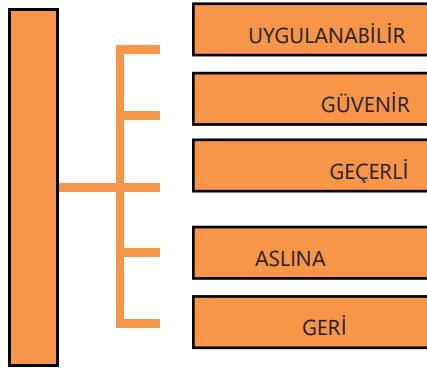 UYGULANABİLİR
GÜVENİR
GEÇERLİ
ASLINA
GERİ